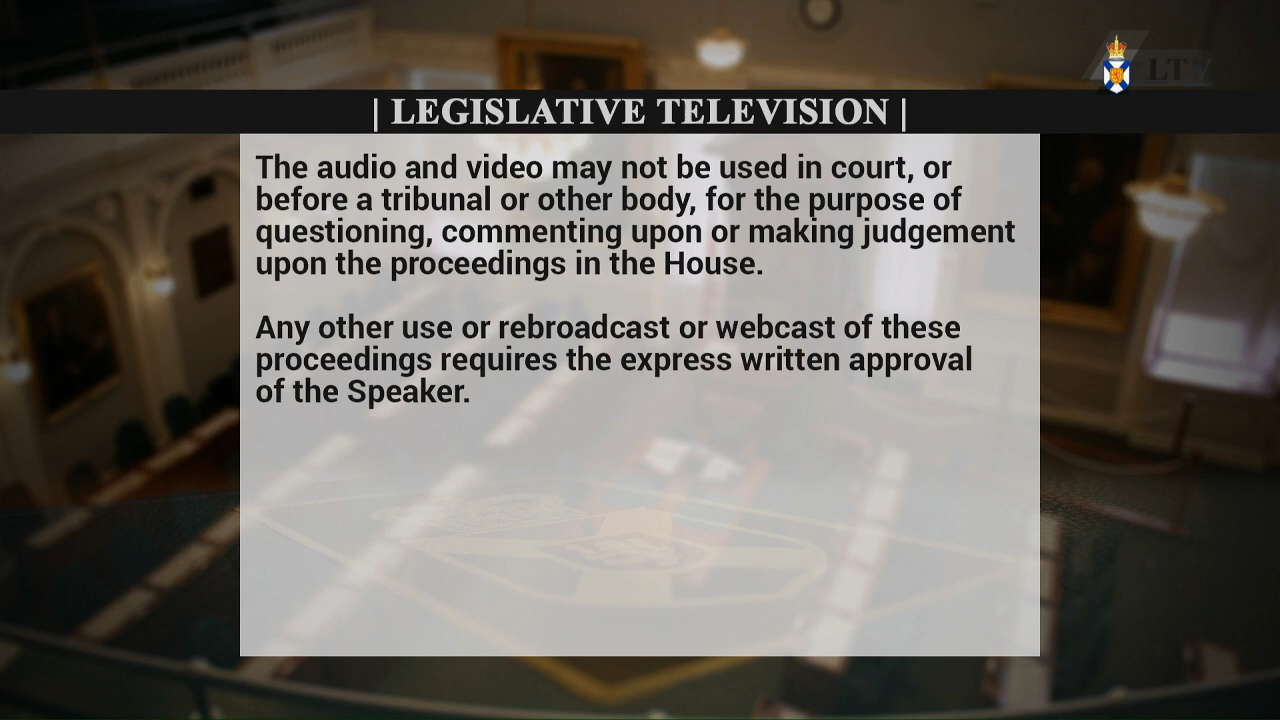 LTV
| LEGISLATIVE TELEVISION |
The audio and video may not be used in court, or
before a tribunal or other body, for the purpose of
questioning, commenting upon or making judgement
upon the proceedings in the House.
Any other use or rebroadcast or webcast of these
proceedings requires the express written approval
of the Speaker.